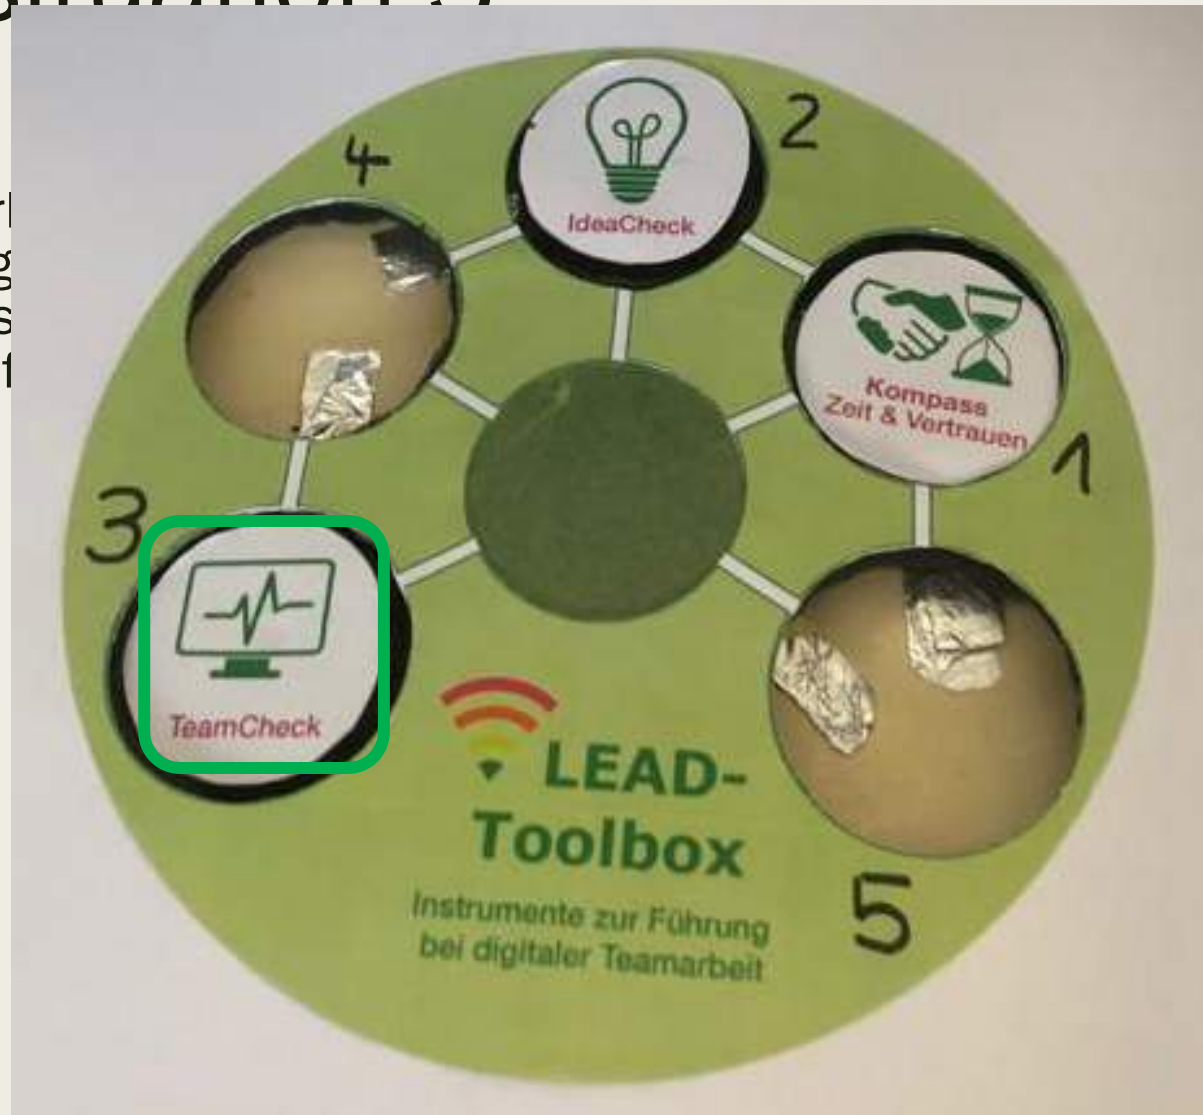 2
4
IdeaCheck
Kompass
Zeit & Vertrauen
1
3
TeamCheck
LEAD-
Toolbox
5
Instrumente zur Führung
bei digitaler Teamarbeit